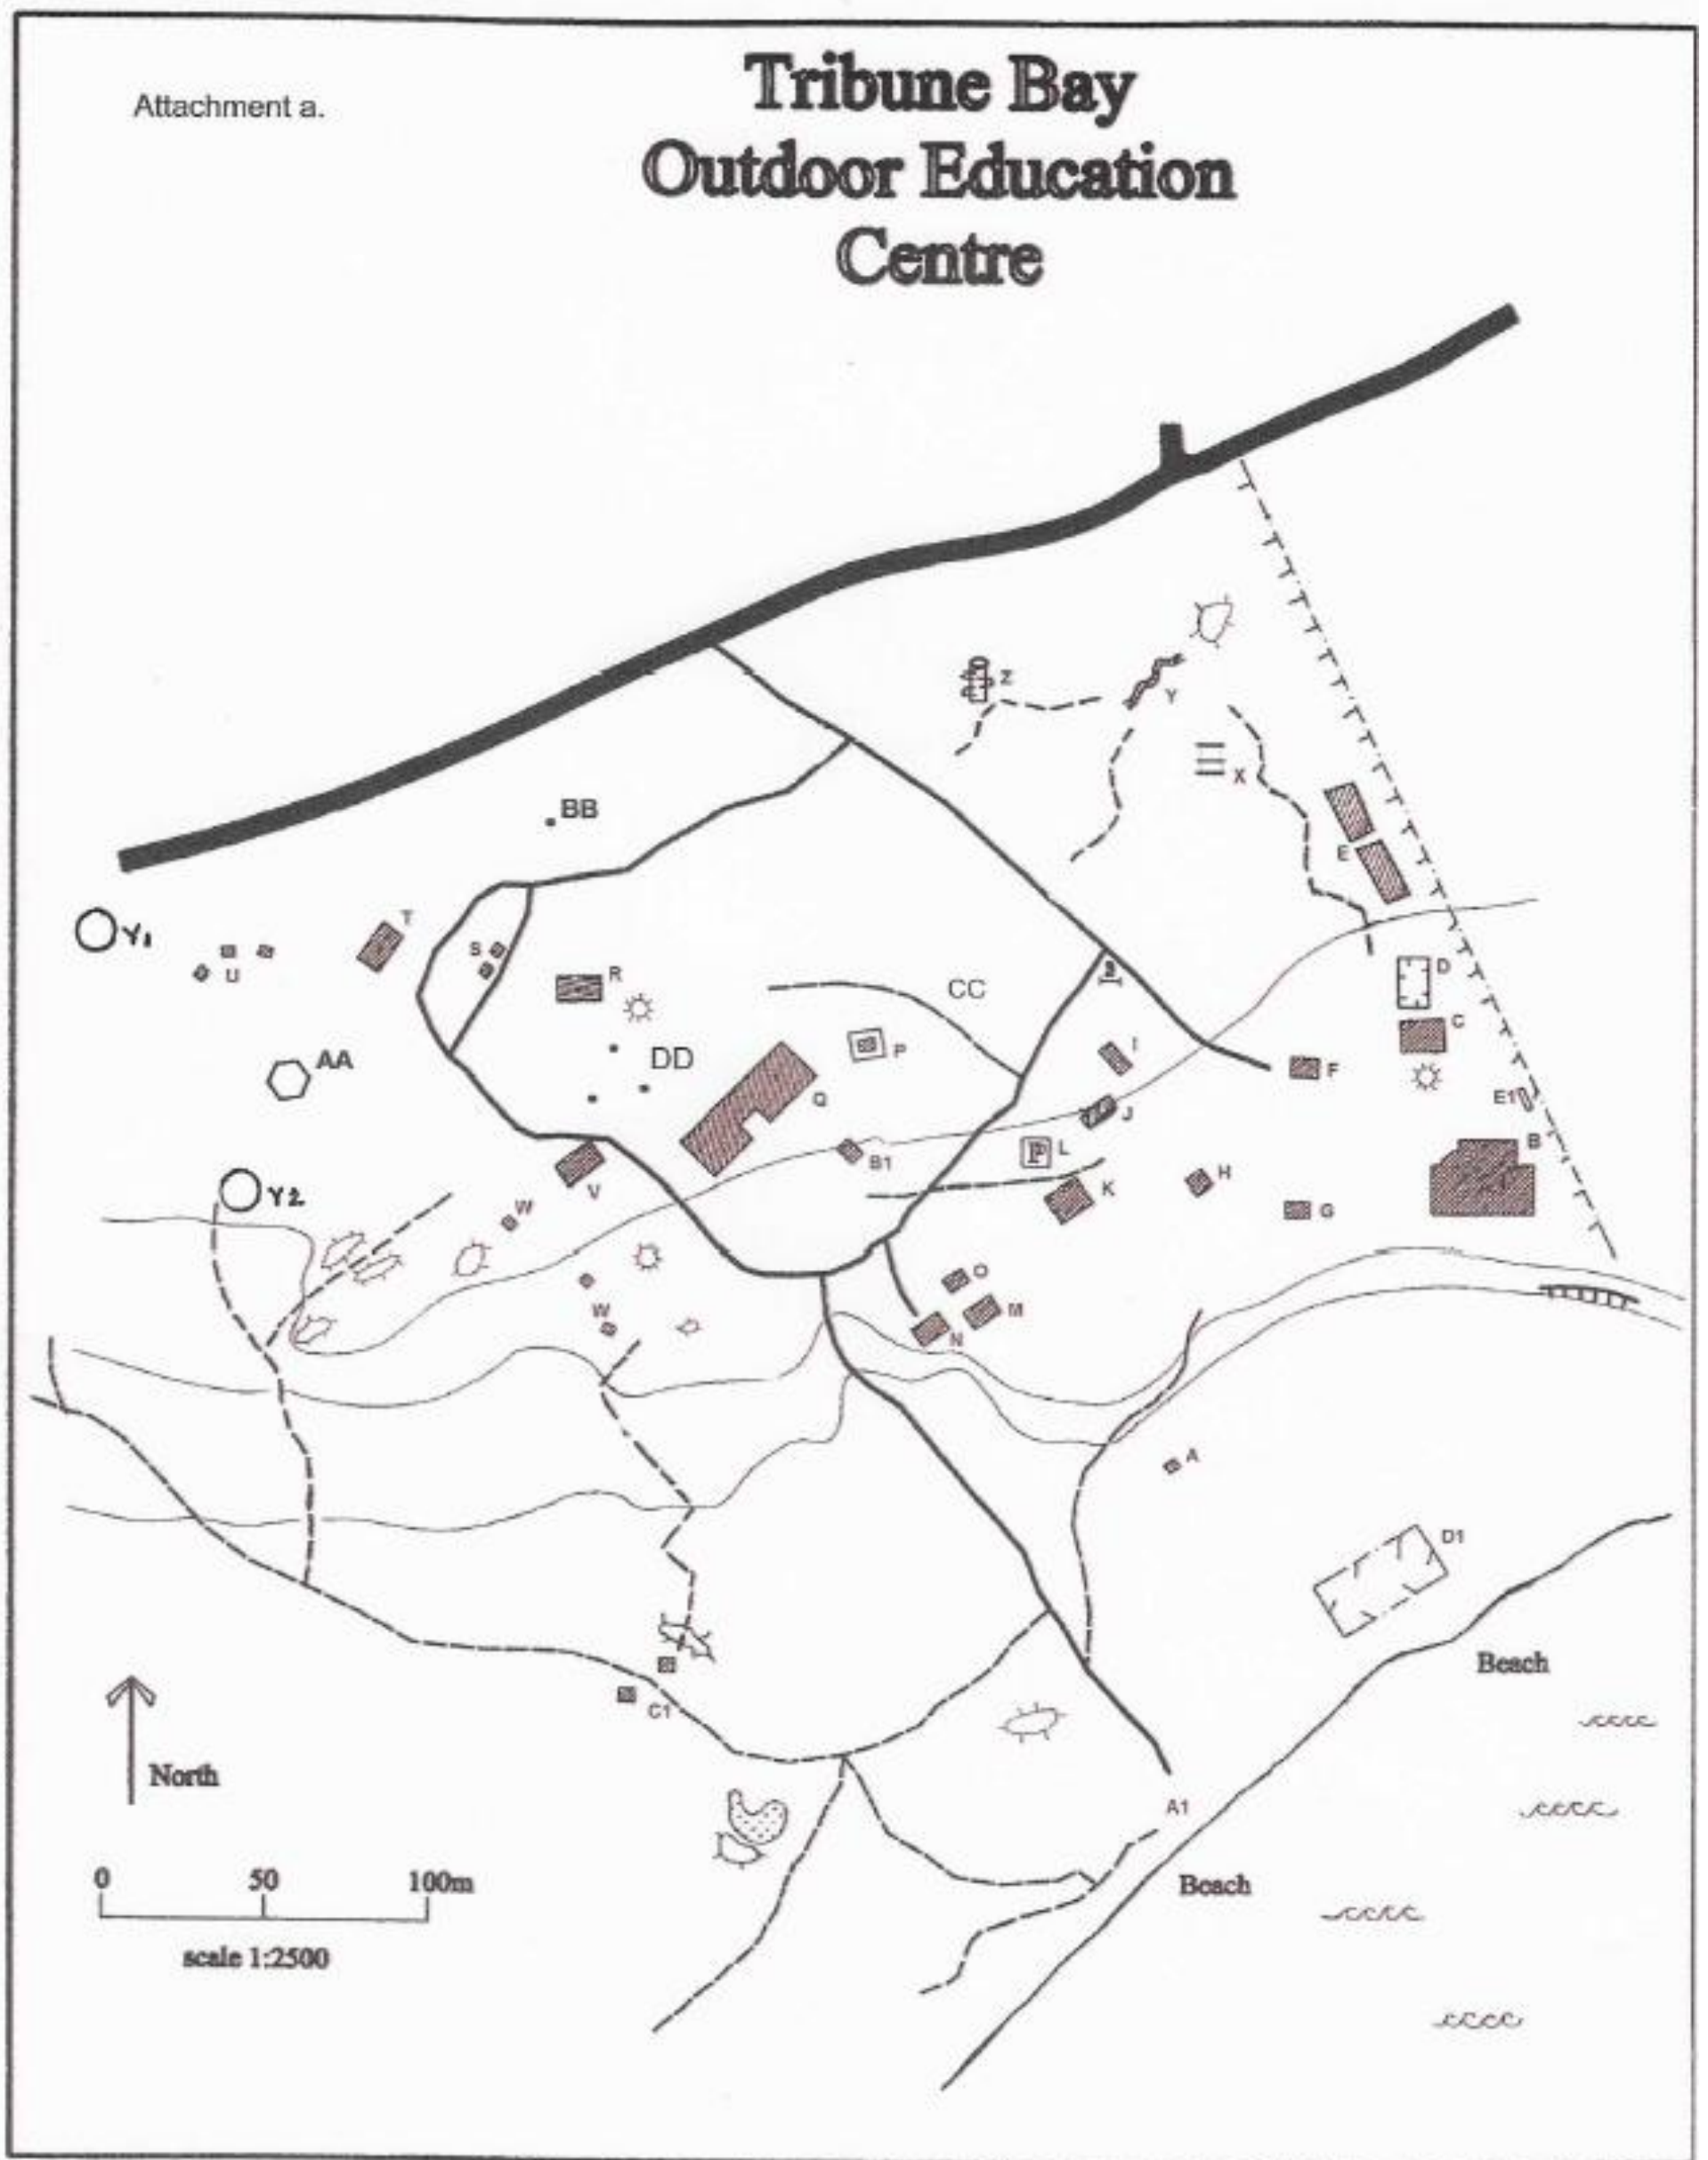 Attachment a.
Tribune Bay
Outdoor Education
Centre
Z
Y
X
BB
E
Y1
T
U
S
R
CC
D
C
AA
DD
P
I
F
Q
J
E1
B1
L
P
B
V
K
H
G
Y2
W
O
M
W
N
A
D1
Beach
C1
North
A1
0 50 100m
Beach
scale 1:2500